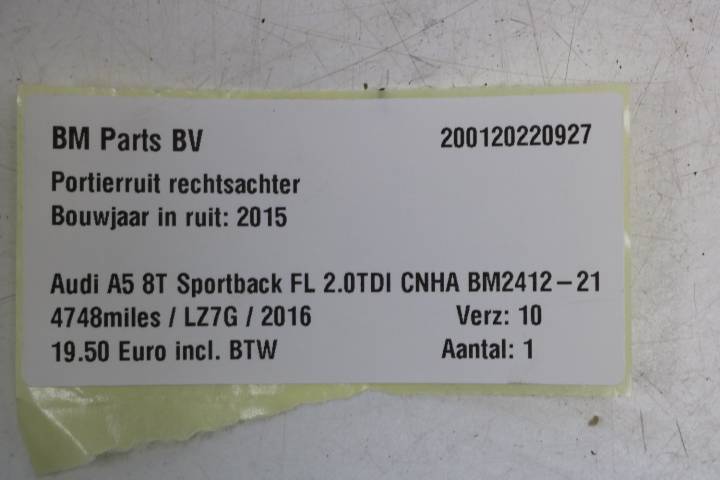 BM Parts BV 200120220927
Portierruit rechtsachter
Bouwjaar in ruit: 2015
Audi A5 8T Sportback FL 2.0TDI CNHA BM2412-21
4748miles / LZ7G / 2016 Verz: 10
19.50 Euro incl. BTW Aantal: 1